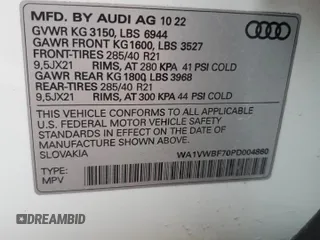 MFD. BY AUDI AG 10 22
GVWR KG 3150, LBS 6944
GAWR FRONT KG1600, LBS 3527
FRONT-TIRES 285/40 R21
9,5JX21 RIMS, AT 280 KPA 41 PSI COLD
GAWR REAR KG 1800, LBS 3968
REAR-TIRES 285/40 R21
9,5JX21 RIMS, AT 300 KPA 44 PSI COLD
THIS VEHICLE CONFORMS TO ALL APPLICABLE
U.S. FEDERAL MOTOR VEHICLE SAFETY
STANDARDS IN EFFECT ON THE DATE OF
MANUFACTURE SHOWN ABOVE.
SLOVAKIA WA1VWBF70PD004860
TYPE:
MPV
DREAMBID